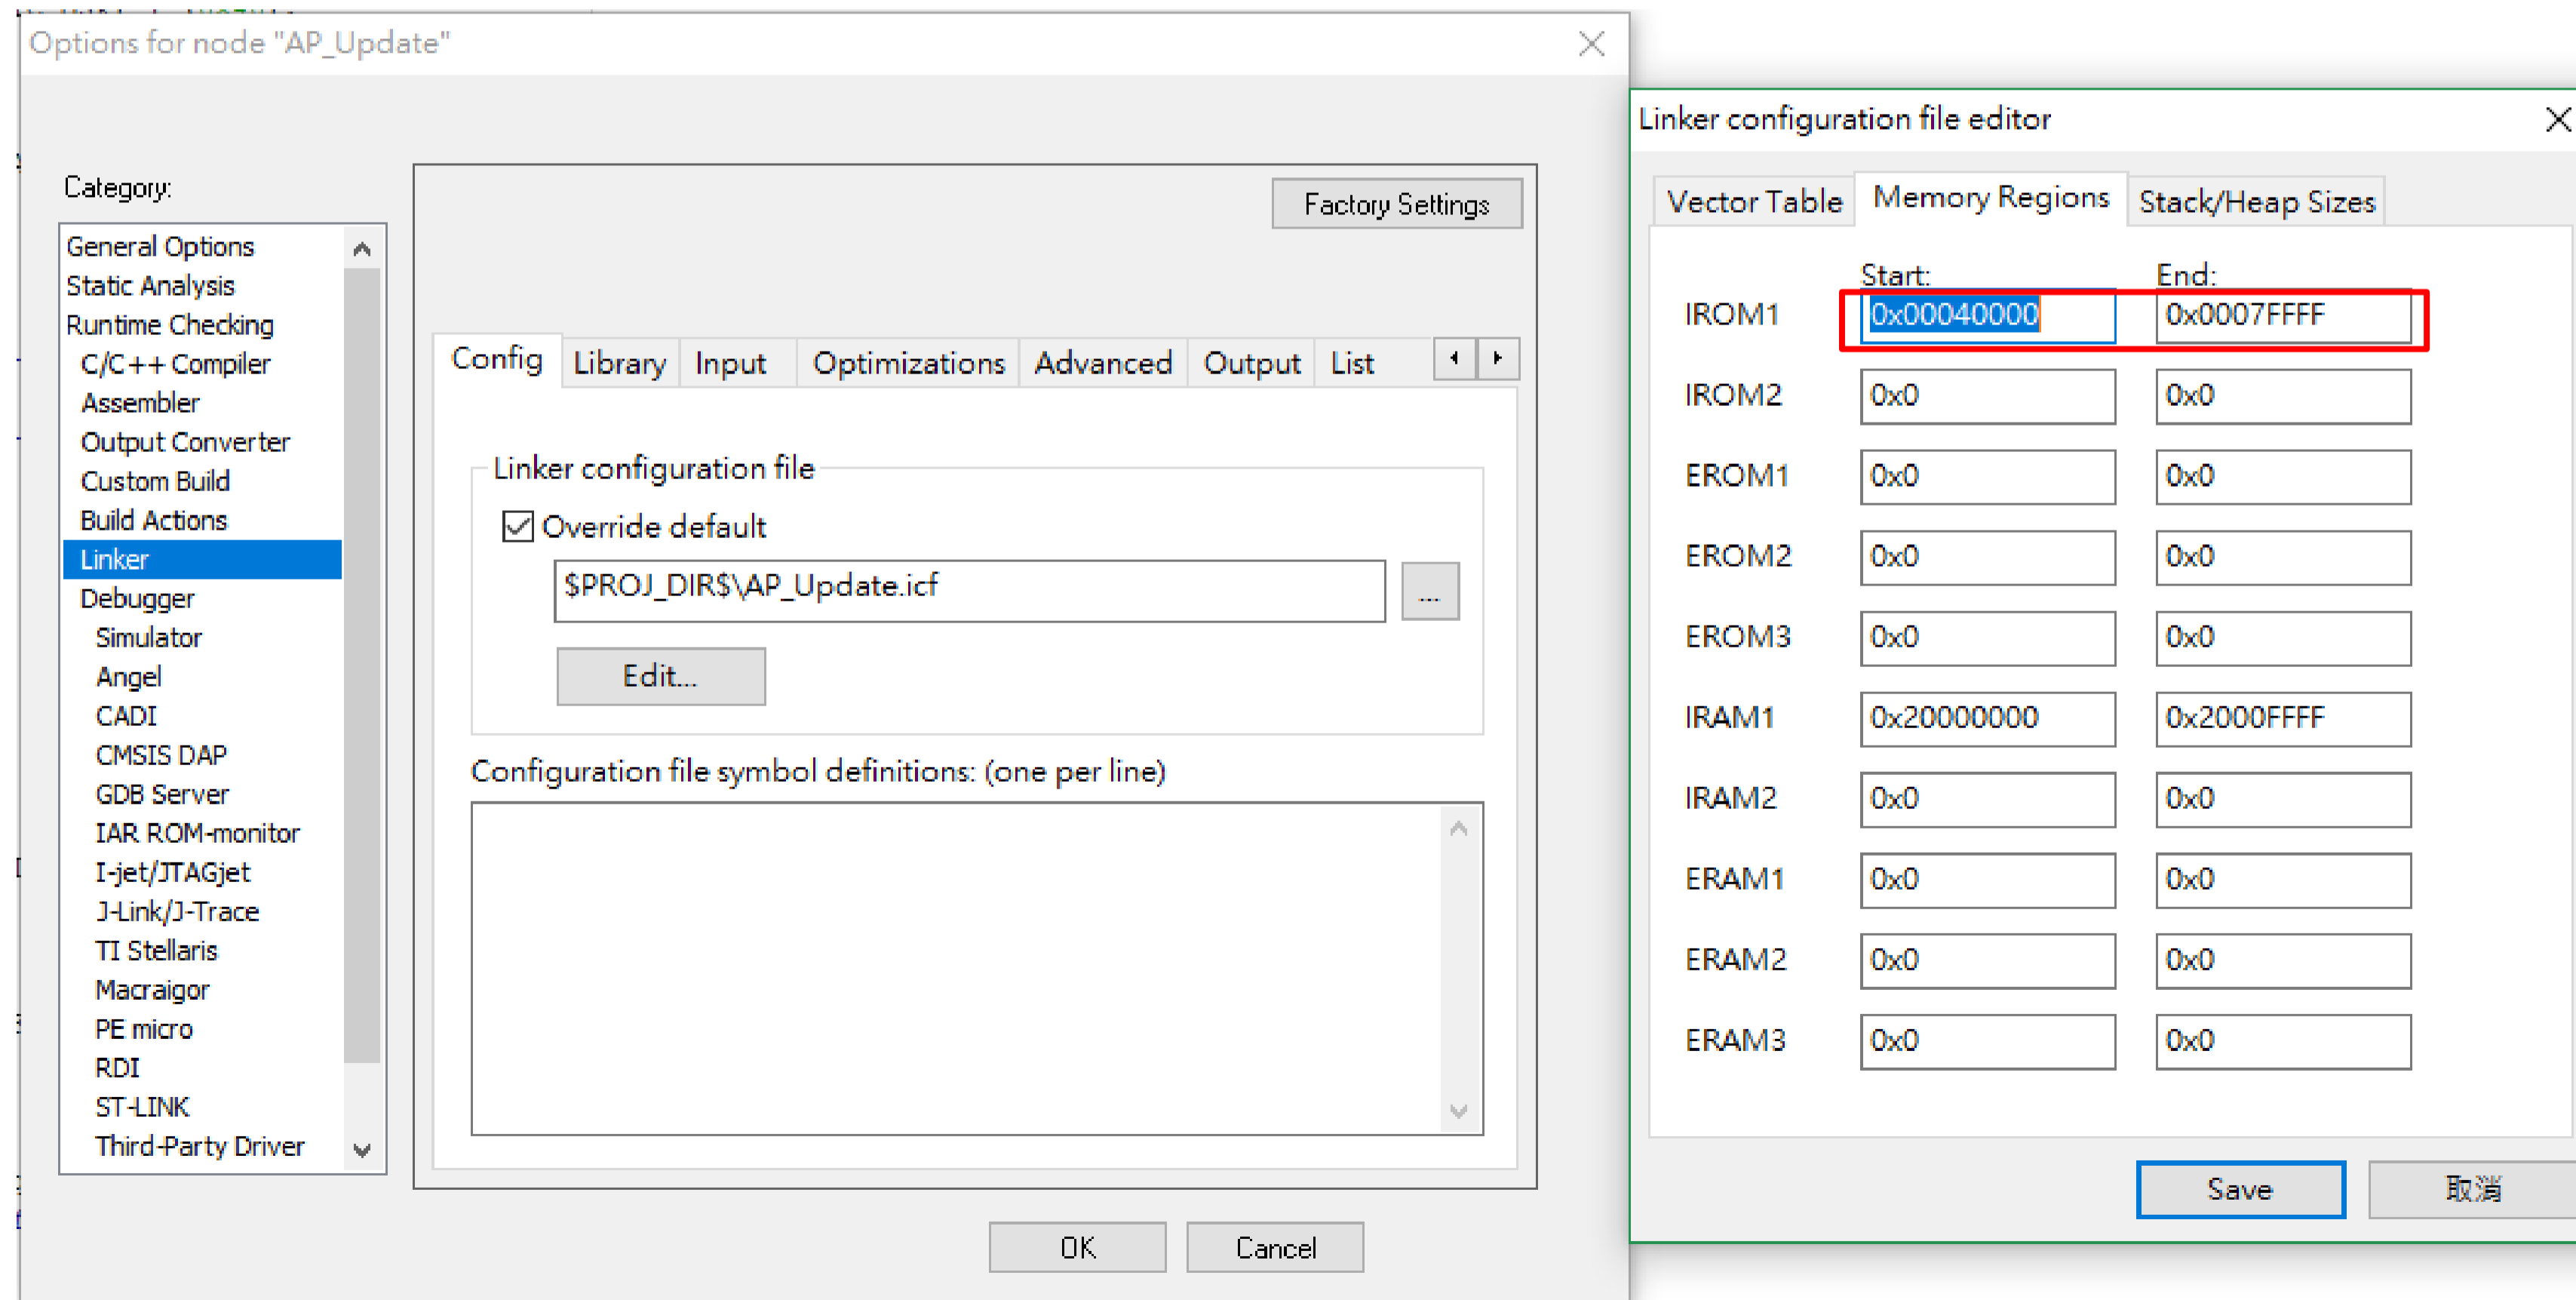 Options for node "AP_Update"
Category:
General Options
Static Analysis
Runtime Checking
C/C++ Compiler
Assembler
Output Converter
Custom Build
Build Actions
Linker
Debugger
Simulator
Angel
CADI
CMSIS DAP
GDB Server
IAR ROM-monitor
I-jet/JTAGjet
J-Link/J-Trace
TI Stellaris
Macraigor
PE micro
RDI
ST-LINK
Third-Party Driver
Factory Settings
Config Library Input Optimizations Advanced Output List
Linker configuration file
Override default
$PROJ_DIR$\AP_Update.icf
...
Edit...
Configuration file symbol definitions: (one per line)
OK Cancel
Linker configuration file editor
Vector Table Memory Regions Stack/Heap Sizes
Start: End:
IROM1 0x00040000 0x0007FFFF
IROM2 0x0 0x0
EROM1 0x0 0x0
EROM2 0x0 0x0
EROM3 0x0 0x0
IRAM1 0x20000000 0x2000FFFF
IRAM2 0x0 0x0
ERAM1 0x0 0x0
ERAM2 0x0 0x0
ERAM3 0x0 0x0
Save 取消